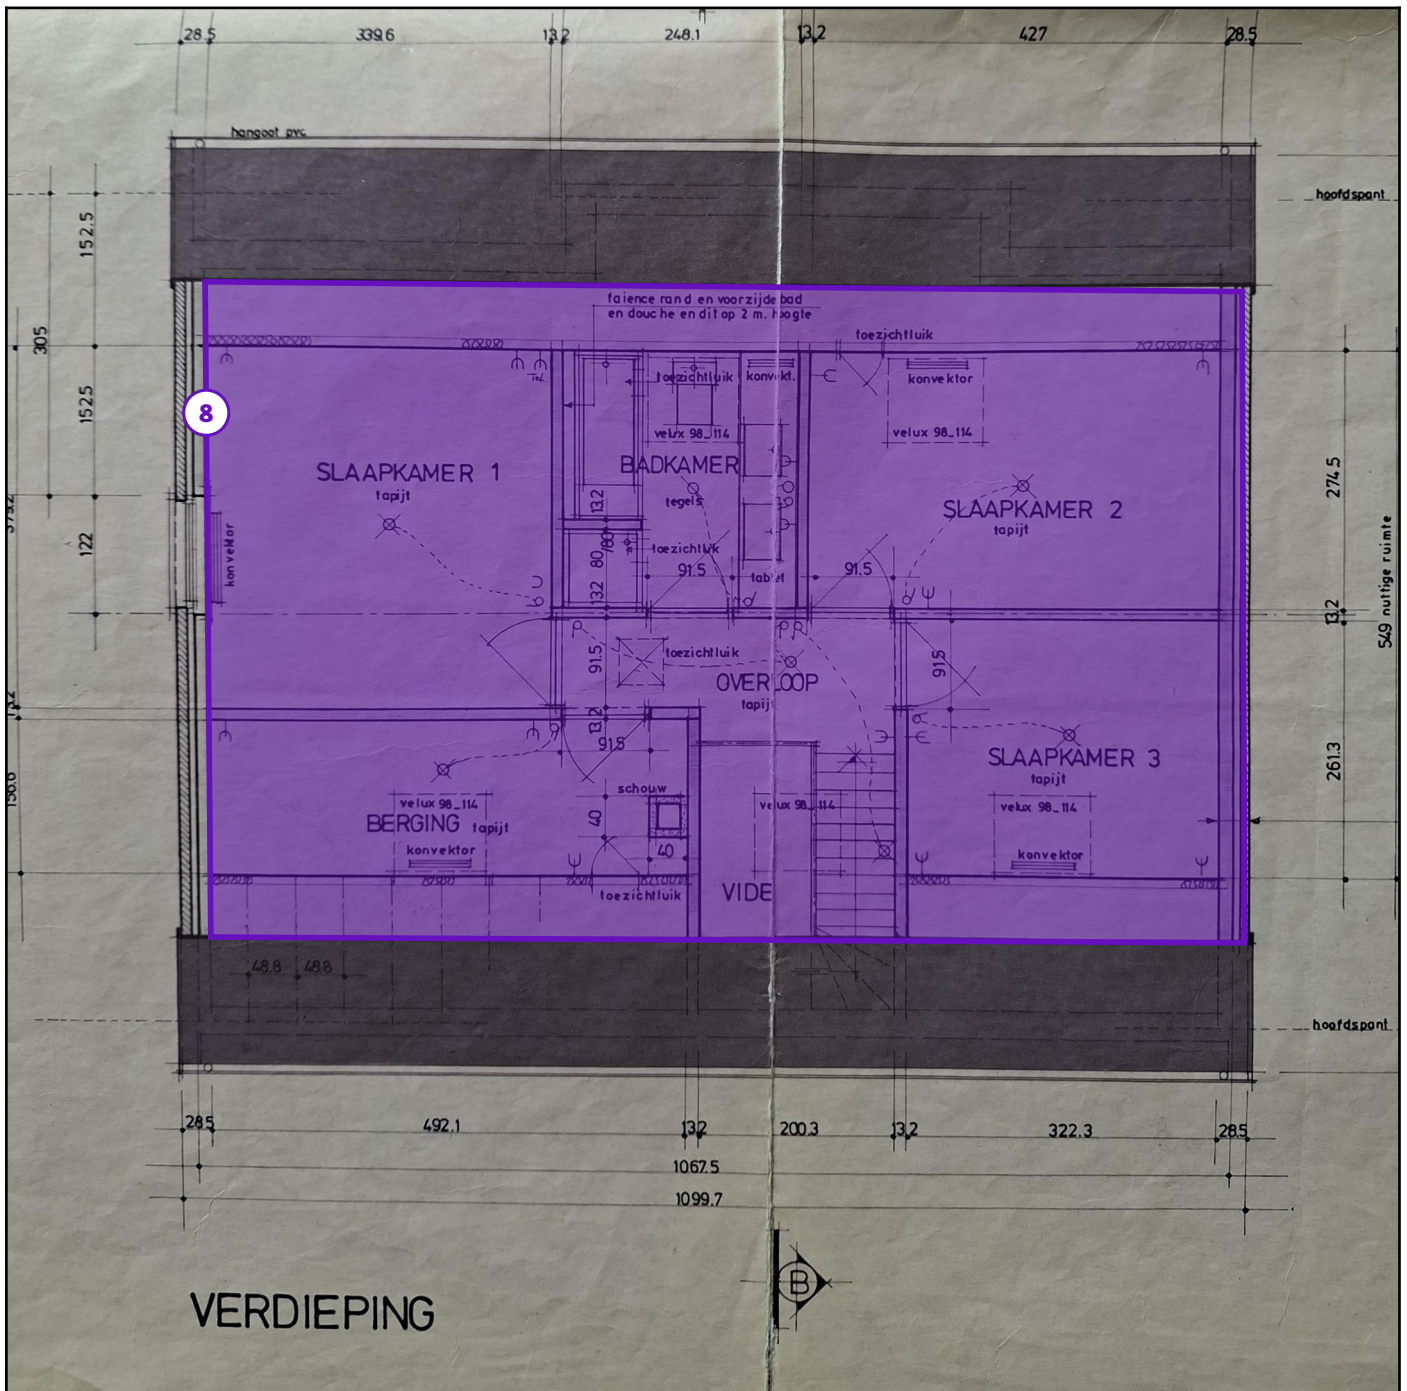 28.5 339.6 13.2 248.1 13.2 427 28.5
hangoot pvc
hoofdspant
152.5
305
152.5
122
faience rand en voorzijde bad
en douche en dit op 2 m. hoogte
toezichtluik
Tel.
toezichtluik
konvekt.
konvektor
velux 98_114
velux 98_114
8
SLAAPKAMER 1
tapijt
BADKAMER
tegels
SLAAPKAMER 2
tapijt
274.5
13.2
konvektor
toezichtluik
80
80
91.5
tablet
91.5
13.2
13.2
549 nuttige ruimte
91.5
toezichtluik
OVERLOOP
tapijt
91.5
13.2
91.5
SLAAPKAMER 3
tapijt
261.3
schouw
velux 98_114
velux 98_114
velux 98_114
BERGING tapijt
40
konvektor
40
konvektor
toezichtluik
VIDE
48.8 48.8
hoofdspant
28.5 492.1 13.2 200.3 13.2 322.3 28.5
1067.5
1099.7
B
VERDIEPING